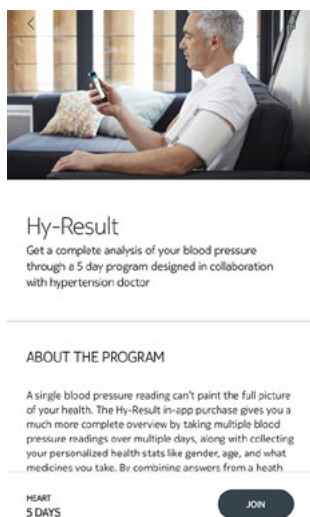 Hy-Result
Get a complete analysis of your blood pressure
through a 5 day program designed in collaboration
with hypertension doctor
ABOUT THE PROGRAM
A single blood pressure reading can't paint the full picture
of your health. The Hy-Result in-app purchase gives you a
much more complete overview by taking multiple blood
pressure readings over multiple days, along with collecting
your personalized health stats like gender, age, and what
medicines you take. By combining answers from a heath
HEART
5 DAYS
JOIN